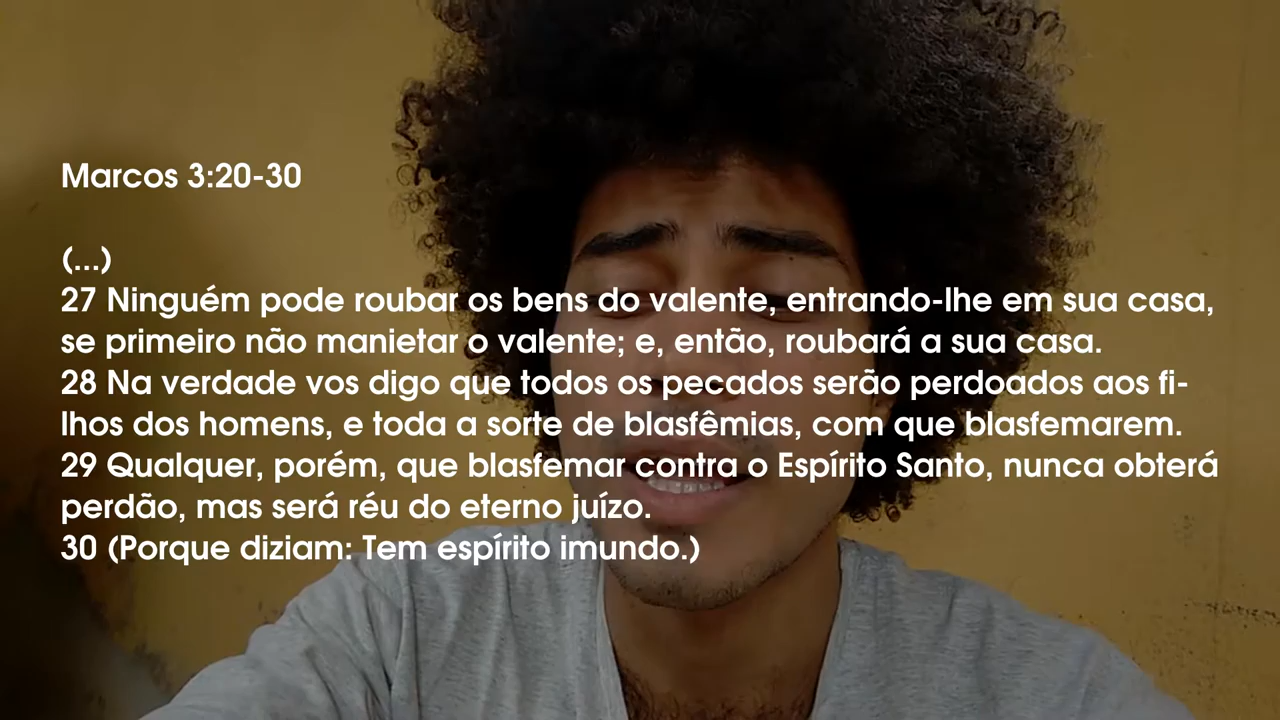 Marcos 3:20-30
(...)
27 Ninguém pode roubar os bens do valente, entrando-lhe em sua casa,
se primeiro não manietar o valente; e, então, roubará a sua casa.
28 Na verdade vos digo que todos os pecados serão perdoados aos fi-
lhos dos homens, e toda a sorte de blasfêmias, com que blasfemarem.
29 Qualquer, porém, que blasfemar contra o Espírito Santo, nunca obterá
perdão, mas será réu do eterno juízo.
30 (Porque diziam: Tem espírito imundo.)